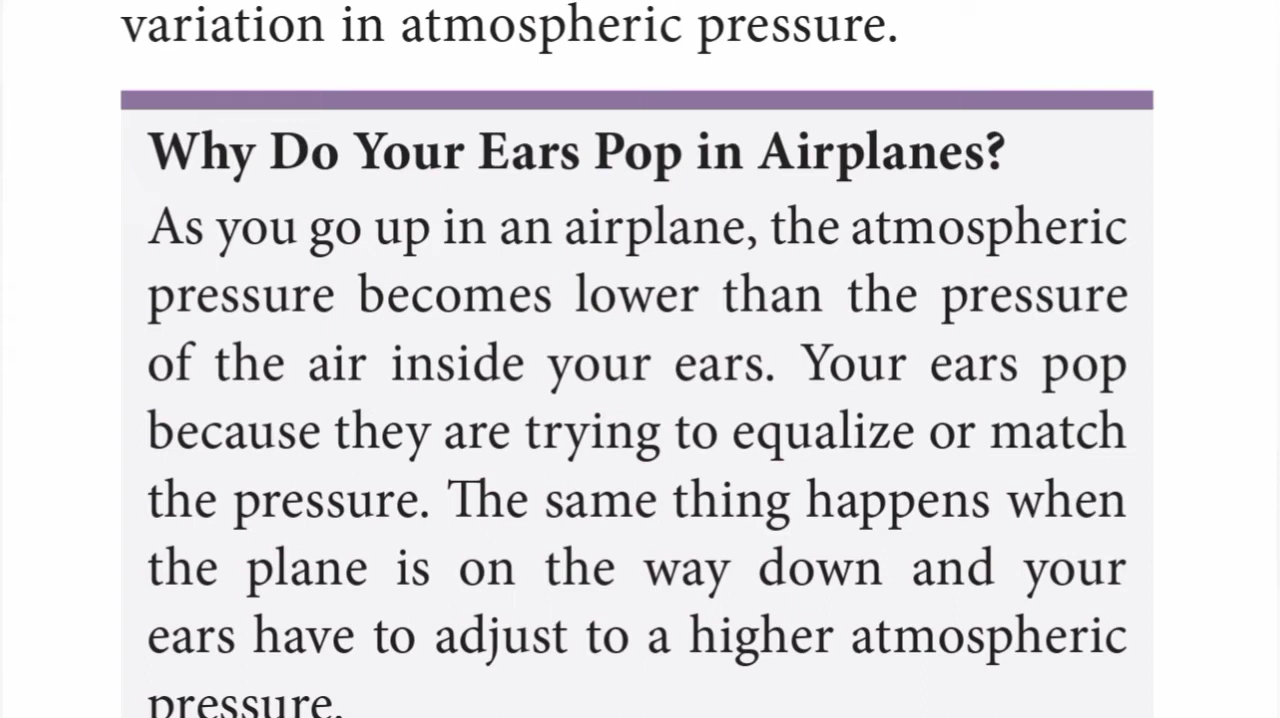 variation in atmospheric pressure.
Why Do Your Ears Pop in Airplanes?
As you go up in an airplane, the atmospheric
pressure becomes lower than the pressure
of the air inside your ears. Your ears pop
because they are trying to equalize or match
the pressure. The same thing happens when
the plane is on the way down and your
ears have to adjust to a higher atmospheric
pressure.